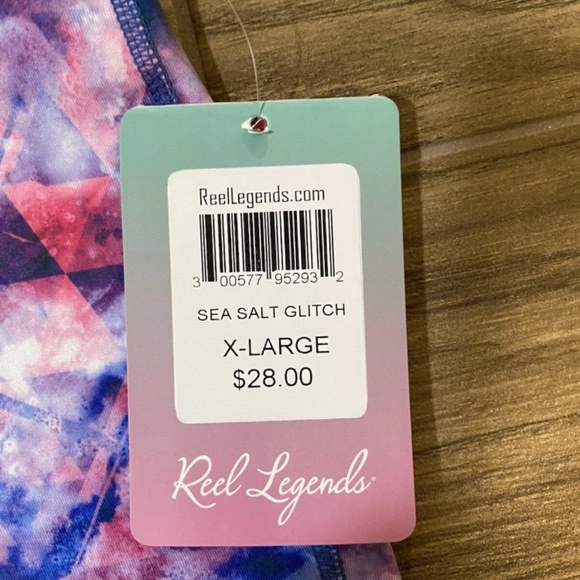 ReelLegends.com
3 00577 95293 2
SEA SALT GLITCH
X-LARGE
$28.00
Reel Legends